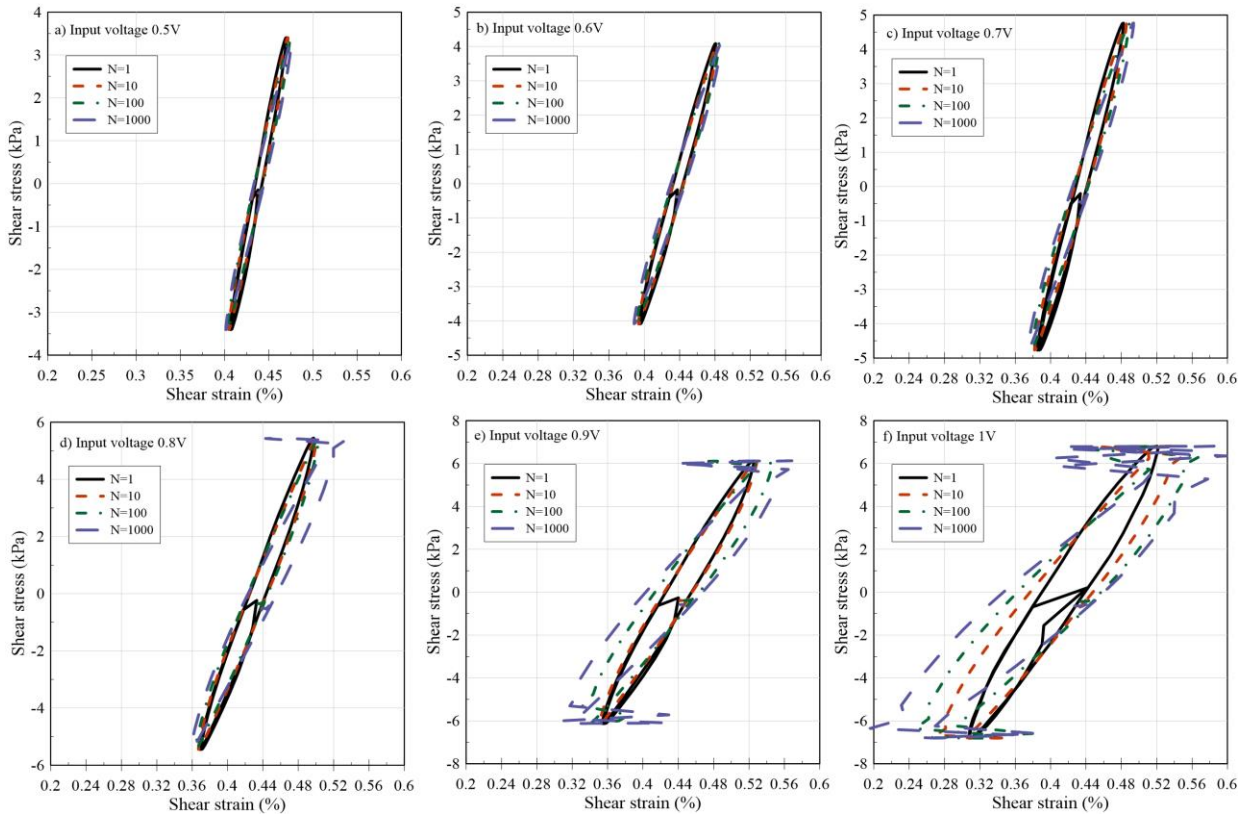 a) Input voltage 0.5V
N=1
N=10
N=100
N=1000
Shear stress (kPa)
4
3
2
1
0
-1
-2
-3
-4
0.2 0.3 0.4 0.5 0.6
Shear strain (%)
b) Input voltage 0.6V
N=1
N=10
N=100
N=1000
Shear stress (kPa)
5
4
3
2
1
0
-1
-2
-3
-4
-5
0.2 0.24 0.28 0.32 0.36 0.4 0.44 0.48 0.52 0.56 0.6
Shear strain (%)
c) Input voltage 0.7V
N=1
N=10
N=100
N=1000
Shear stress (kPa)
5
4
3
2
1
0
-1
-2
-3
-4
-5
0.2 0.24 0.28 0.32 0.36 0.4 0.44 0.48 0.52 0.56 0.6
Shear strain (%)
d) Input voltage 0.8V
N=1
N=10
N=100
N=1000
Shear stress (kPa)
6
4
2
0
-2
-4
-6
0.2 0.24 0.28 0.32 0.36 0.4 0.44 0.48 0.52 0.56 0.6
Shear strain (%)
e) Input voltage 0.9V
N=1
N=10
N=100
N=1000
Shear stress (kPa)
8
6
4
2
0
-2
-4
-6
-8
0.2 0.24 0.28 0.32 0.36 0.4 0.44 0.48 0.52 0.56 0.6
Shear strain (%)
f) Input voltage 1V
N=1
N=10
N=100
N=1000
Shear stress (kPa)
8
6
4
2
0
-2
-4
-6
-8
0.2 0.24 0.28 0.32 0.36 0.4 0.44 0.48 0.52 0.56 0.6
Shear strain (%)